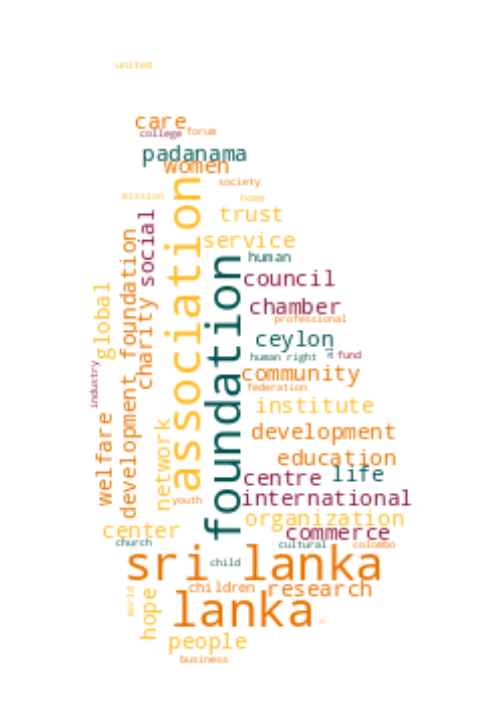 united
care
college
forum
padanama
women
society
mission
home
association
trust
social
service
human
development foundation
foundation
council
global
charity
chamber
professional
ceylon
human right
fund
industry
community
federation
institute
welfare
network
development
education
centre
life
youth
international
organization
center
commerce
church
cultural
colombo
sri lanka
child
children
research
world
hope
lanka
people
business